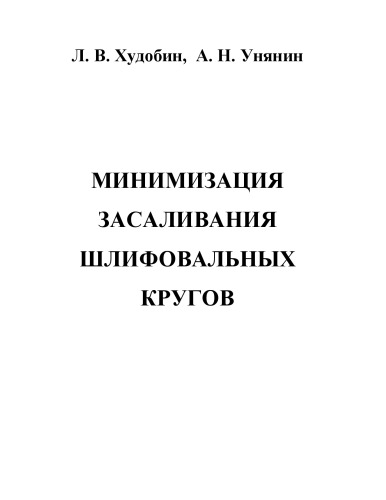 Л. В. Худобин, А. Н. Унянин
МИНИМИЗАЦИЯ
ЗАСАЛИВАНИЯ
ШЛИФОВАЛЬНЫХ
КРУГОВ